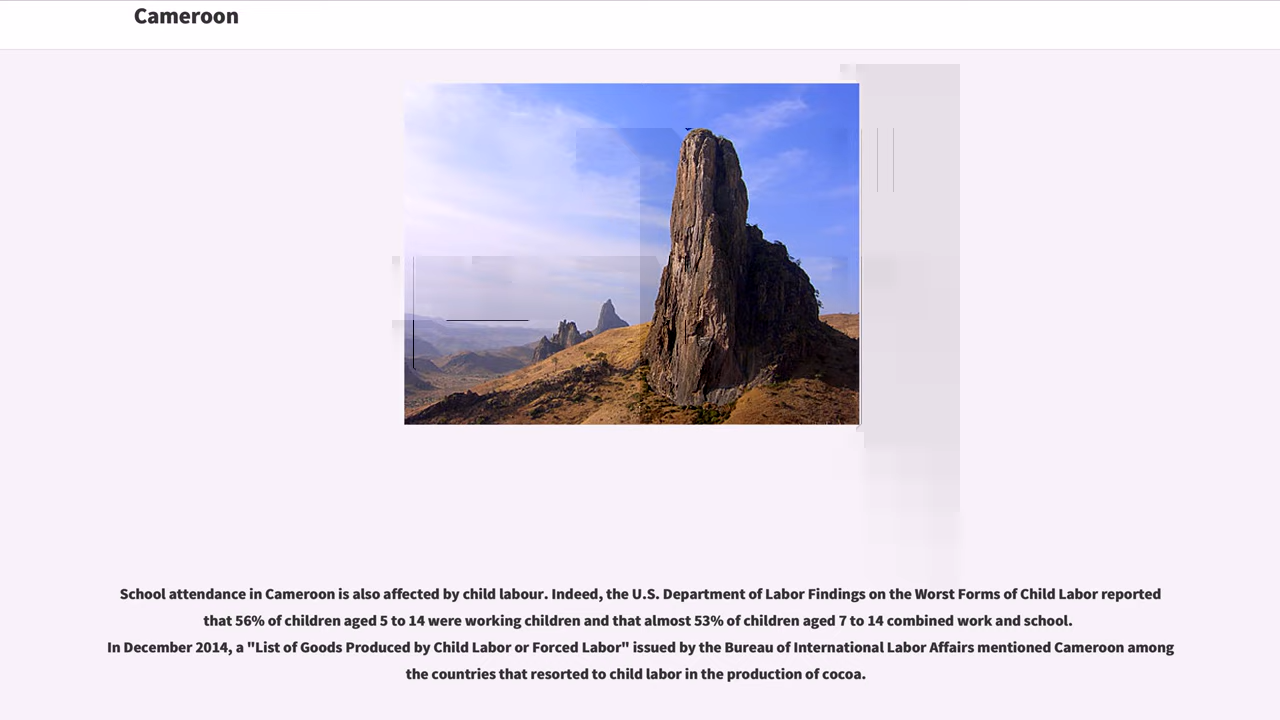 Cameroon
School attendance in Cameroon is also affected by child labour. Indeed, the U.S. Department of Labor Findings on the Worst Forms of Child Labor reported
that 56% of children aged 5 to 14 were working children and that almost 53% of children aged 7 to 14 combined work and school.
In December 2014, a "List of Goods Produced by Child Labor or Forced Labor" issued by the Bureau of International Labor Affairs mentioned Cameroon among
the countries that resorted to child labor in the production of cocoa.